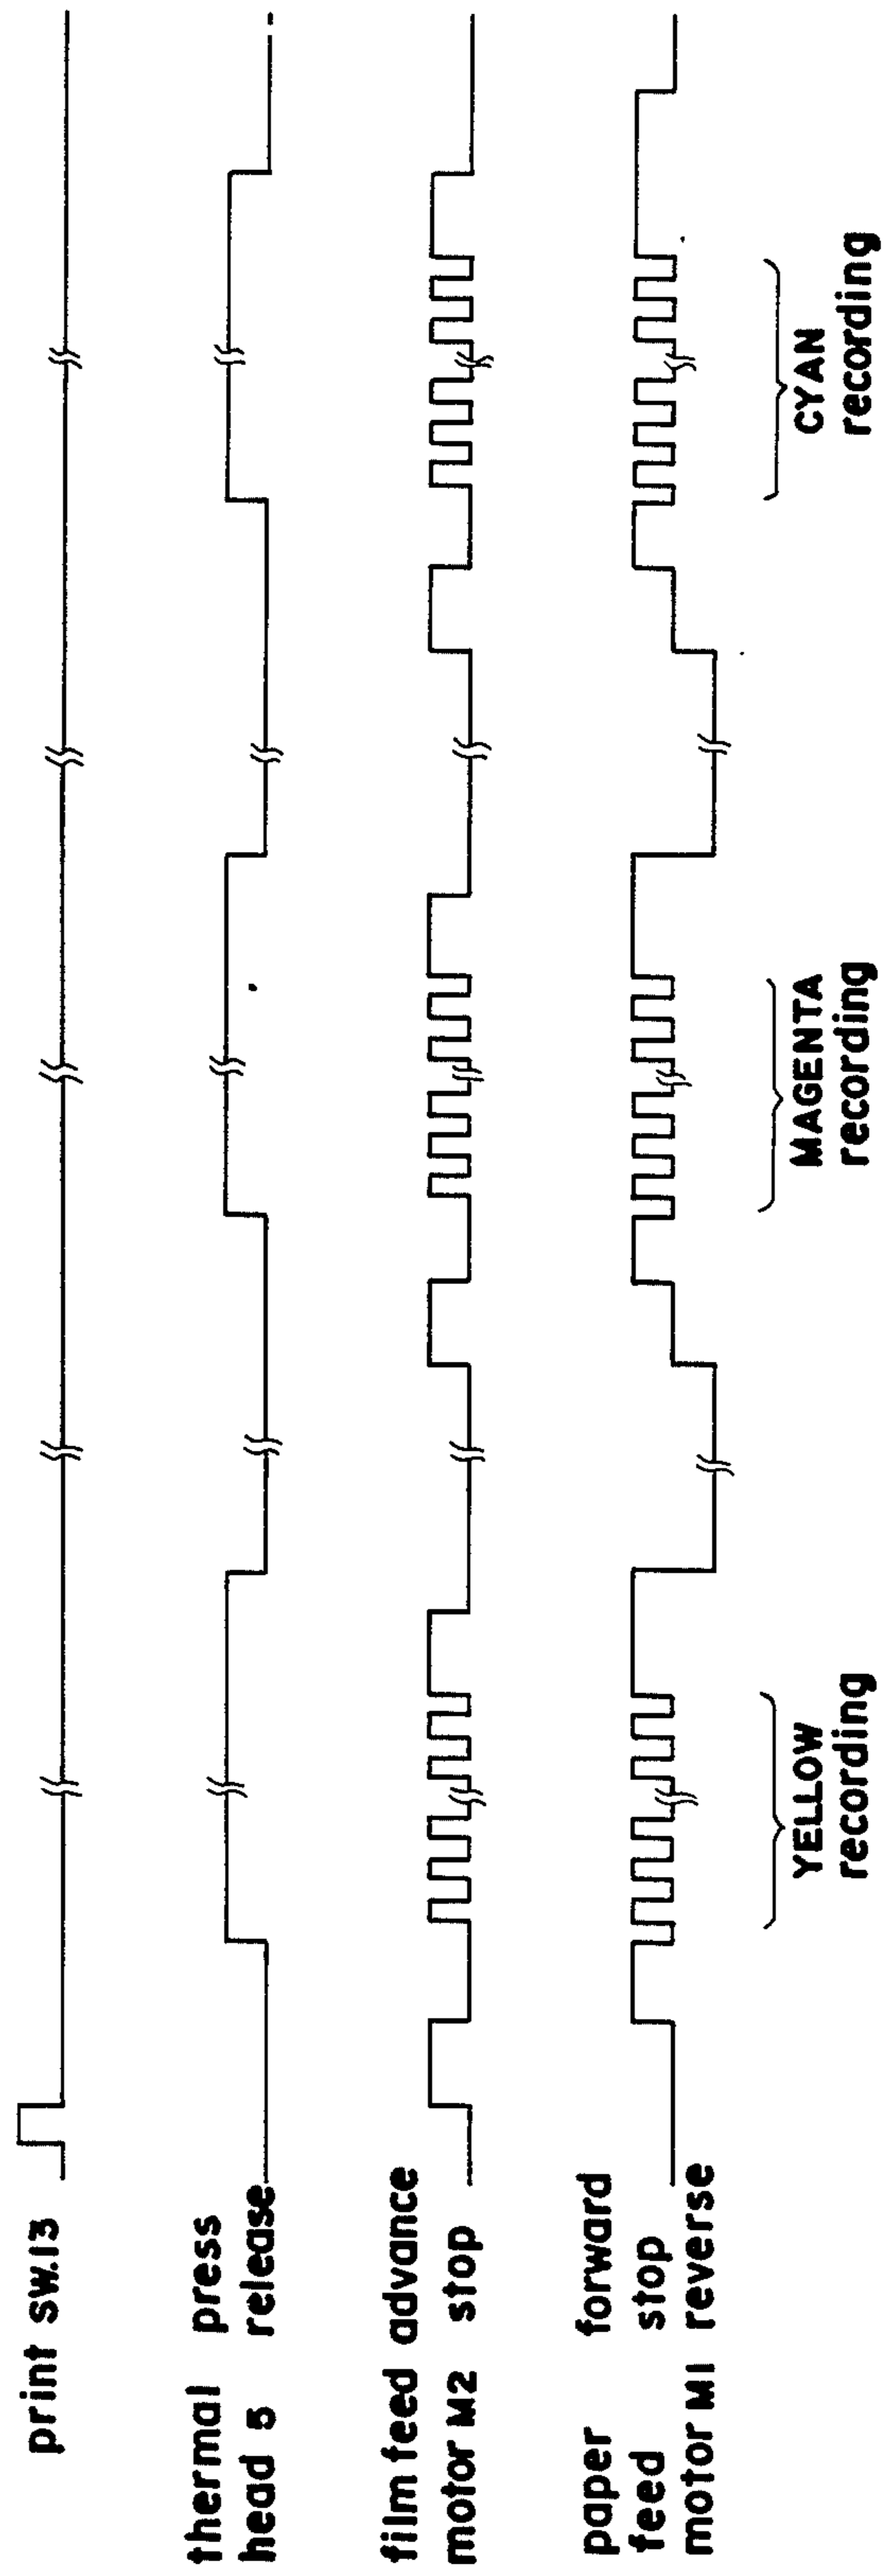 print sw.13
thermal press
head 5 release
film feed advance
motor M2 stop
paper forward
feed stop
motor M1 reverse
YELLOW
recording
MAGENTA
recording
CYAN
recording